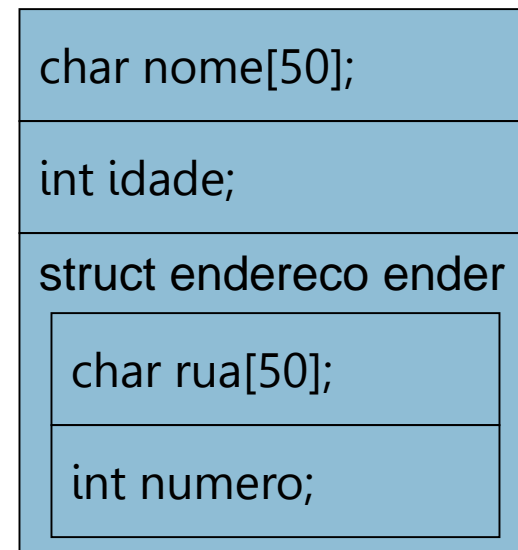 char nome[50];
int idade;
struct endereco ender
char rua[50];
int numero;